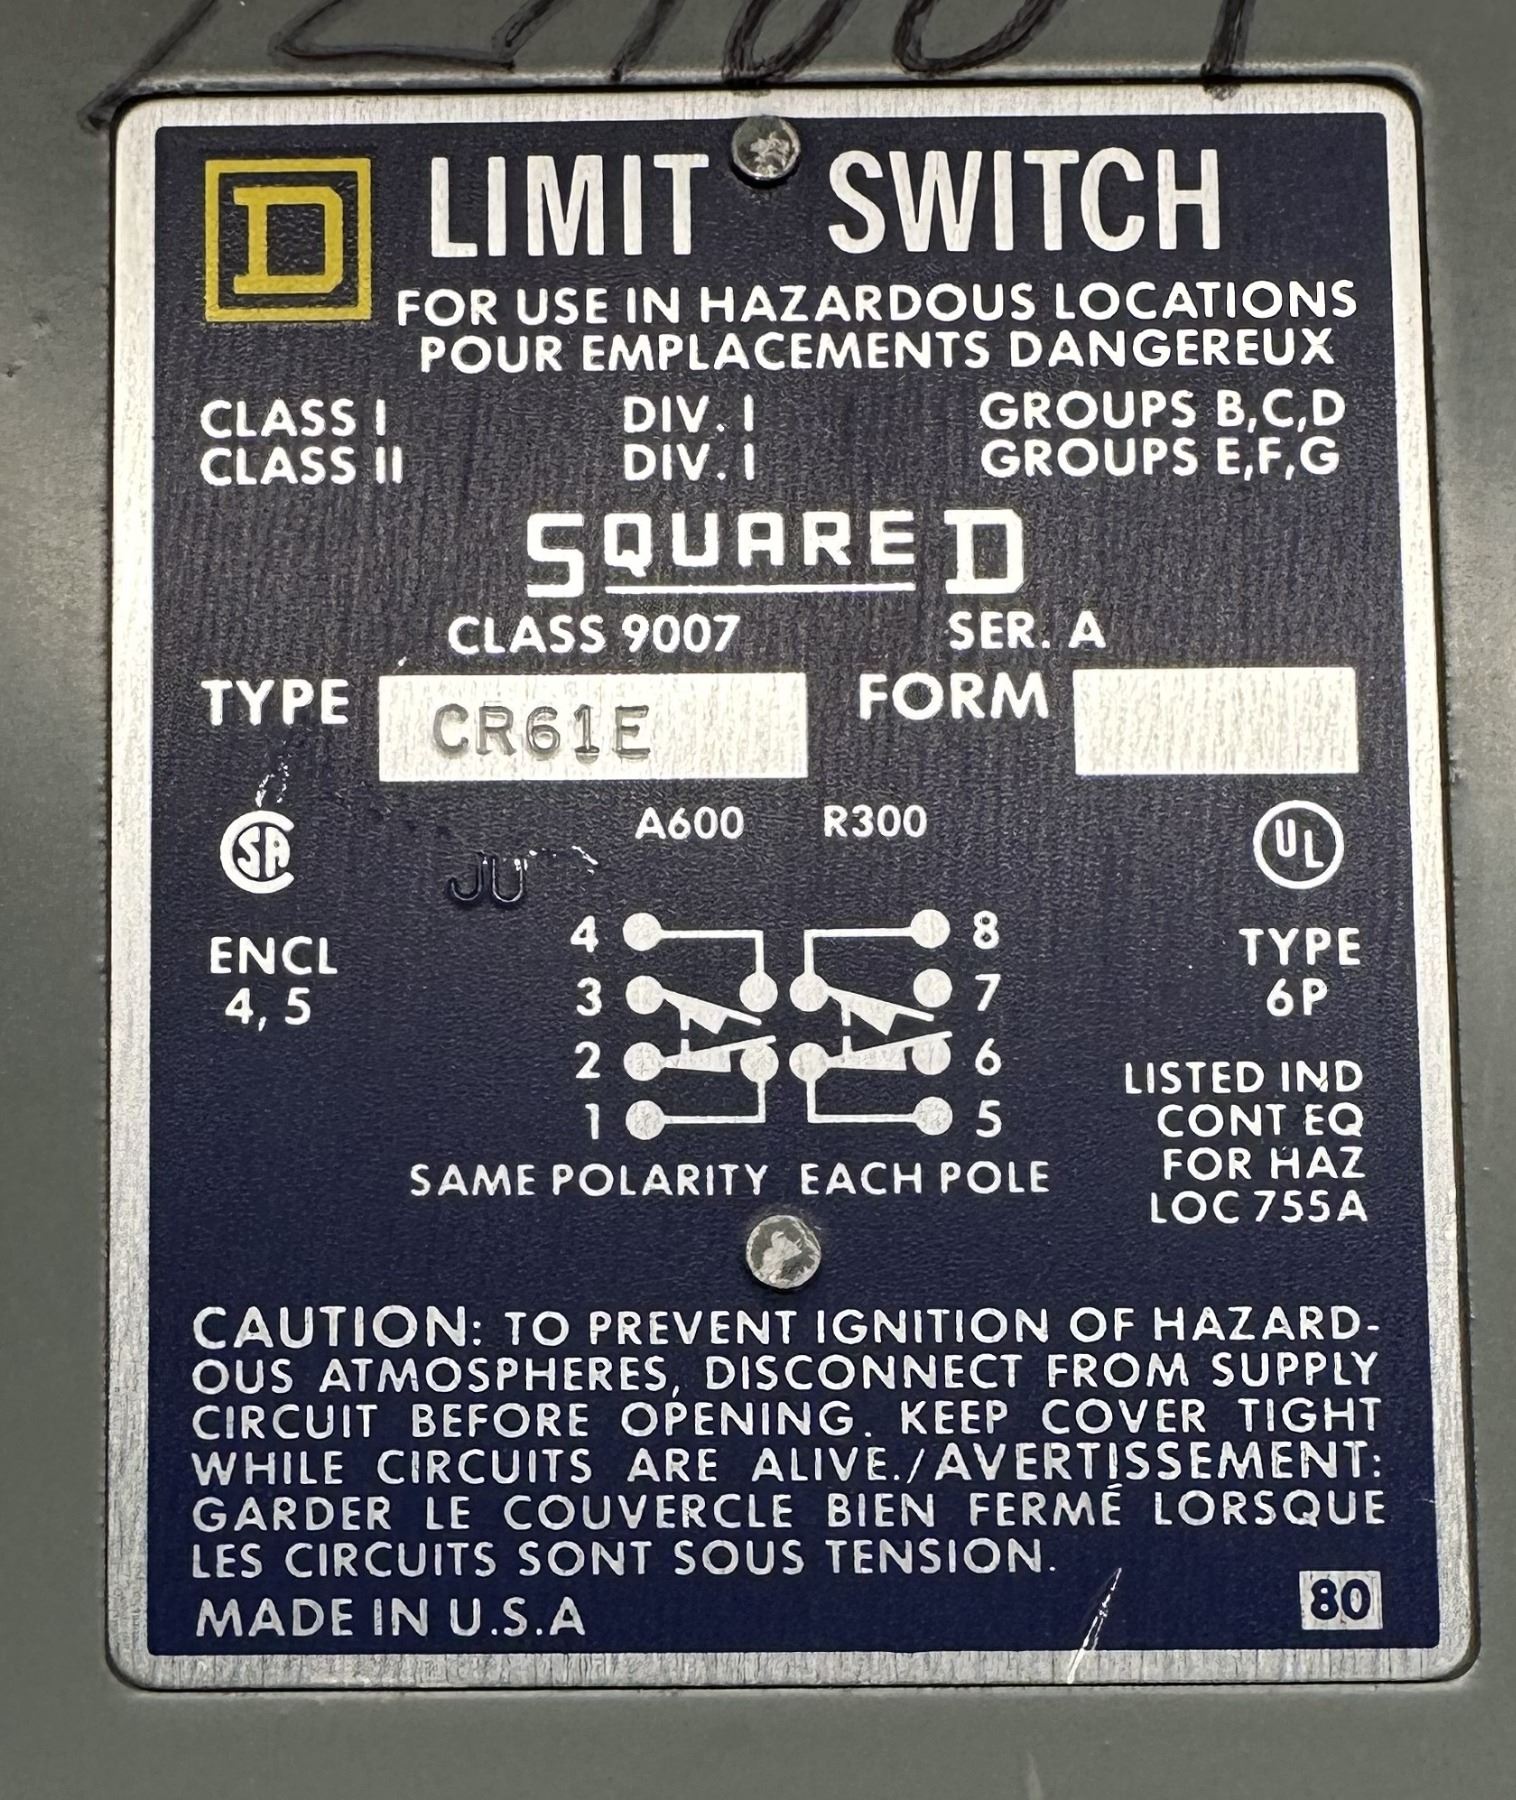 D
LIMIT SWITCH
FOR USE IN HAZARDOUS LOCATIONS
POUR EMPLACEMENTS DANGEREUX
CLASS I DIV. I GROUPS B,C,D
CLASS II DIV. I GROUPS E,F,G
SQUARE D
CLASS 9007 SER. A
TYPE CR61E FORM
A600 R300
SA
UL
JU
ENCL
4, 5
4 8
3 7
2 6
1 5
SAME POLARITY EACH POLE
TYPE
6P
LISTED IND
CONT EQ
FOR HAZ
LOC 755A
CAUTION: TO PREVENT IGNITION OF HAZARD-
OUS ATMOSPHERES, DISCONNECT FROM SUPPLY
CIRCUIT BEFORE OPENING. KEEP COVER TIGHT
WHILE CIRCUITS ARE ALIVE./AVERTISSEMENT:
GARDER LE COUVERCLE BIEN FERMÉ LORSQUE
LES CIRCUITS SONT SOUS TENSION.
MADE IN U.S.A
80